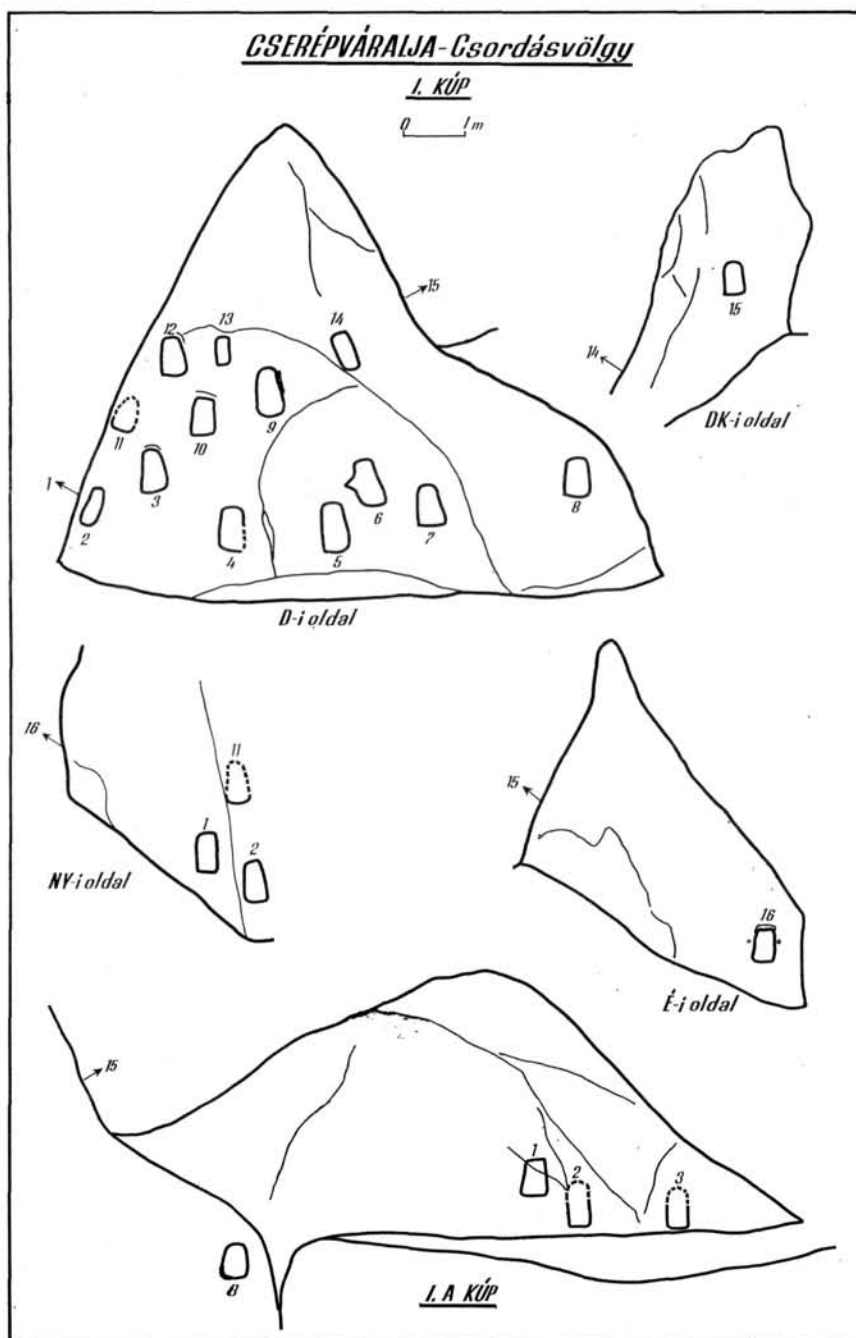 CSERÉPVÁRALJA-Csordásvölgy
I. KÚP
0 1 m
15
12 13 14
15
14
DK-i oldal
11 10 9
1 3 6 8
2 4 5 7
D-i oldal
16
11
1
2
NY-i oldal
15
16
É-i oldal
15
1
2 3
8
I. A KÚP